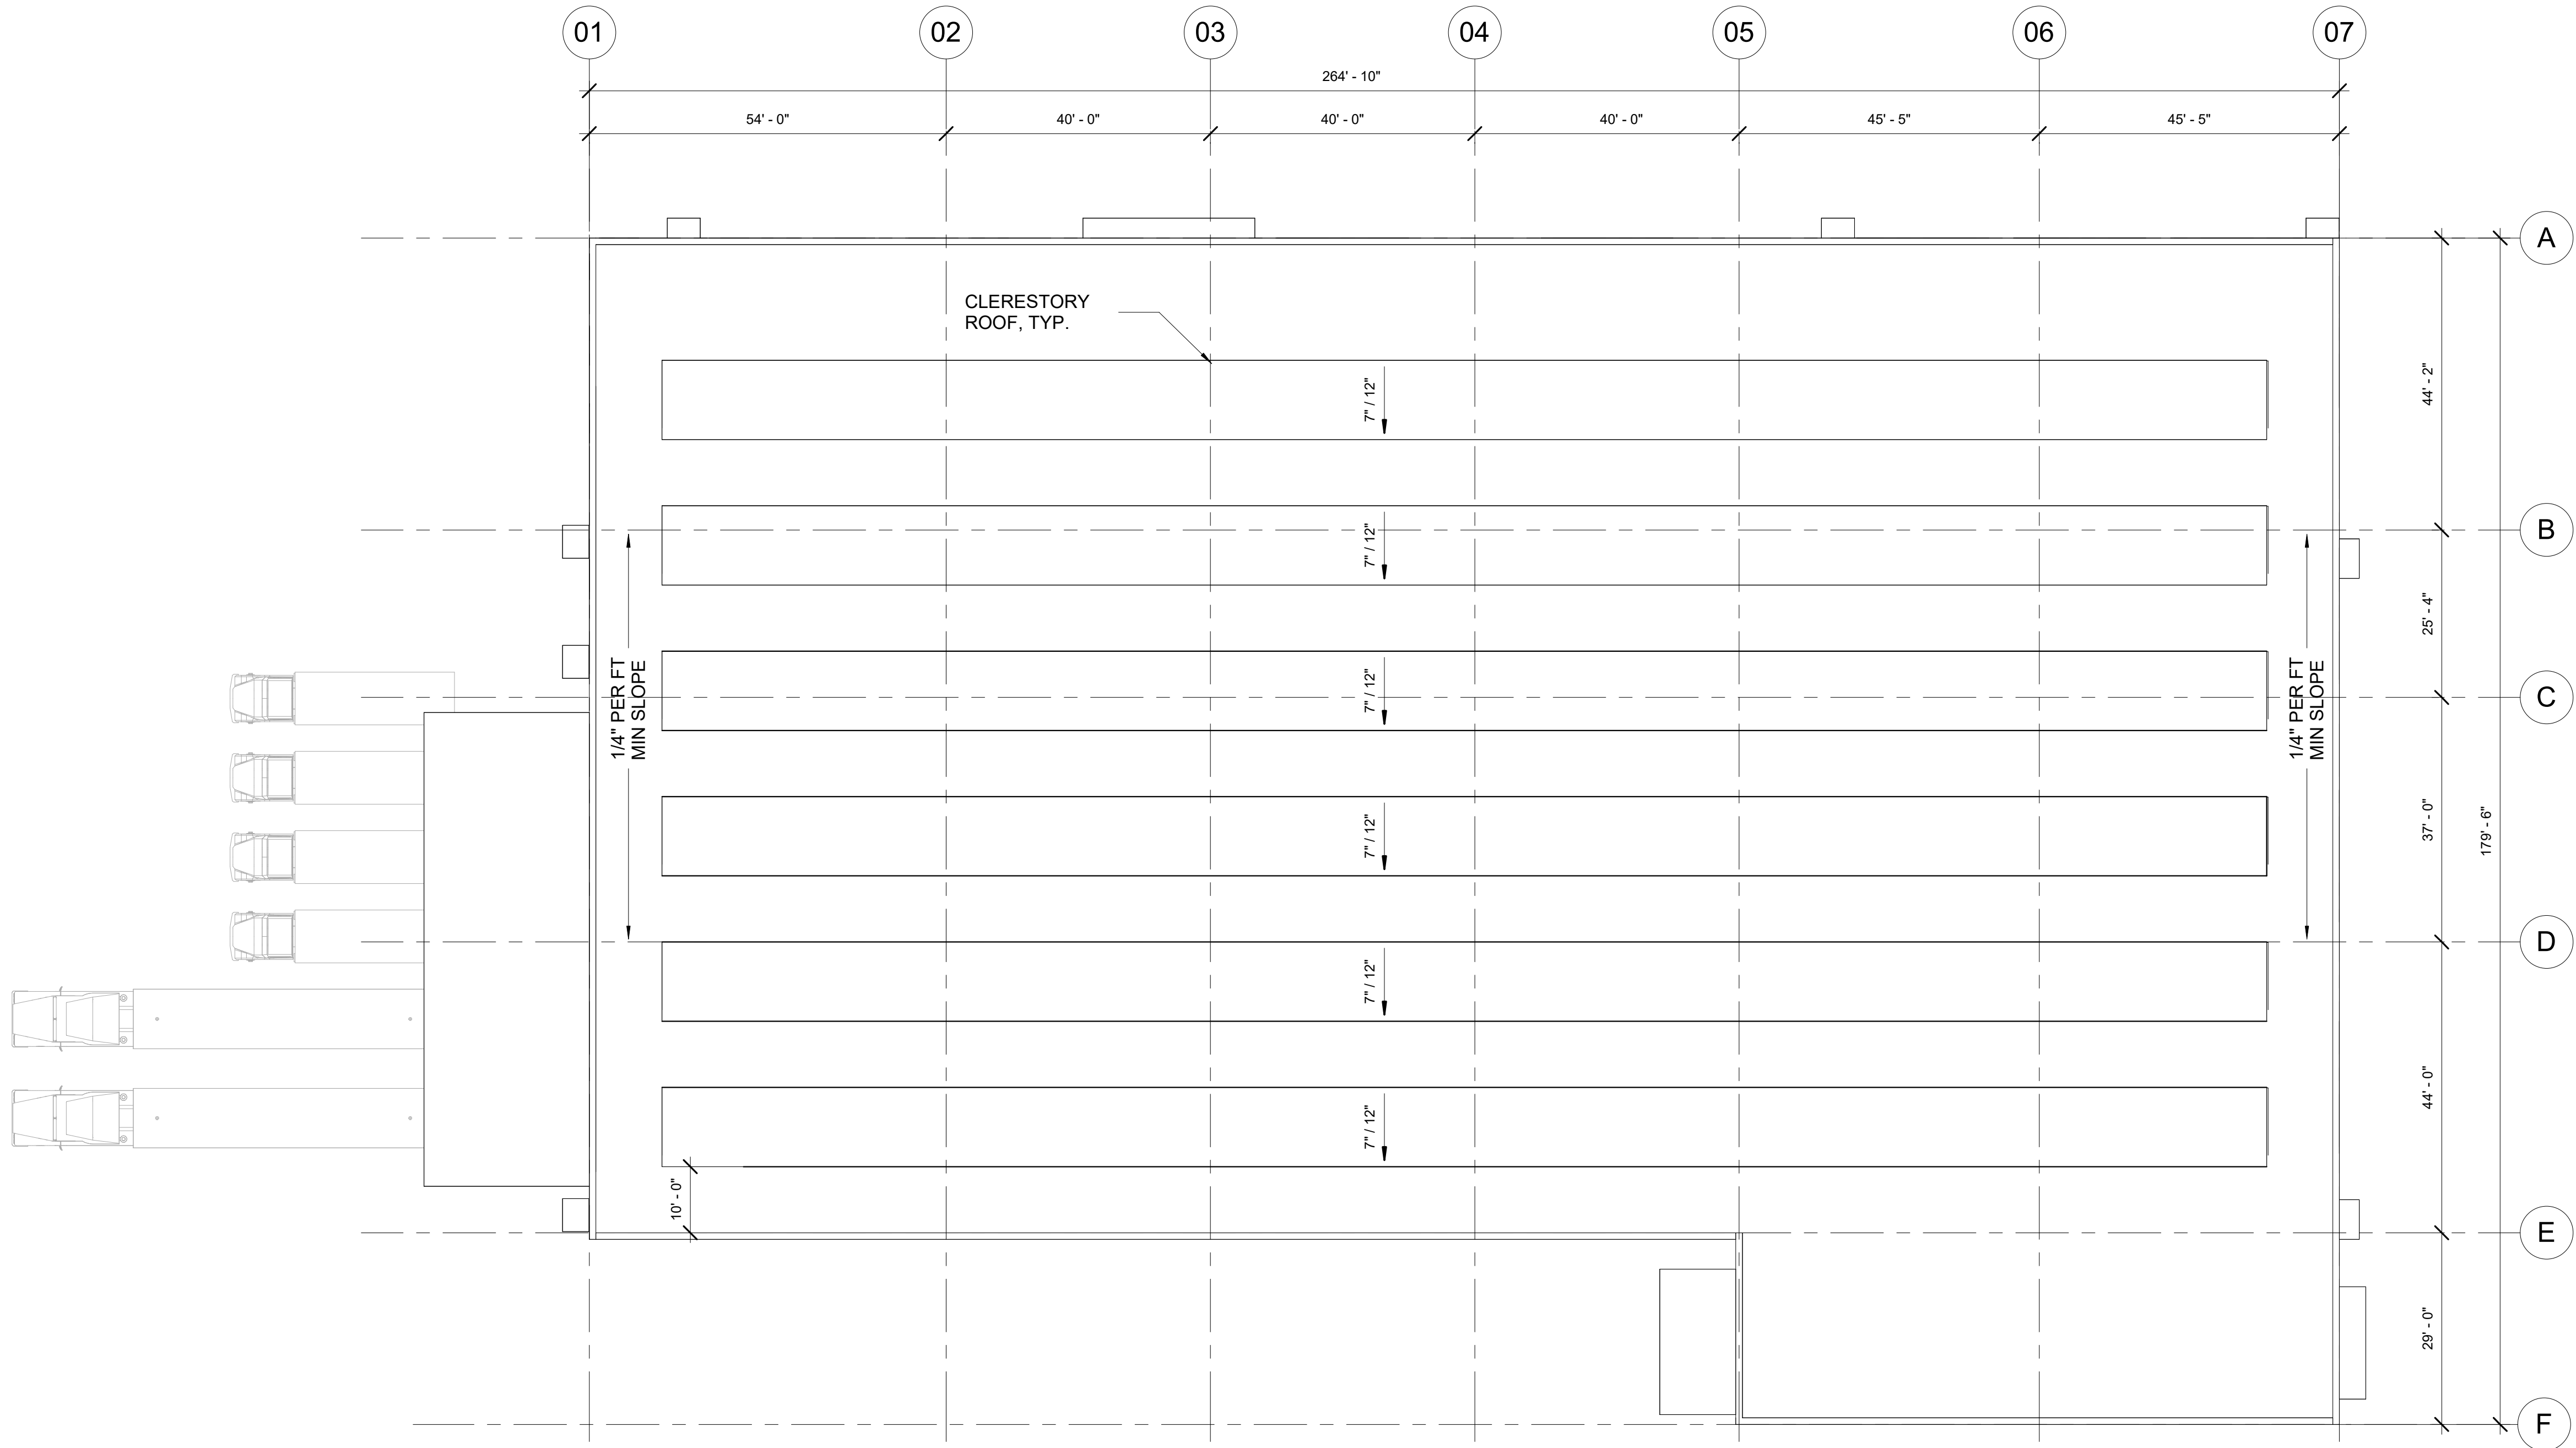 01
02
03
04
05
06
07
264' - 10"
54' - 0"
40' - 0"
40' - 0"
40' - 0"
45' - 5"
45' - 5"
A
CLERESTORY
ROOF, TYP.
44' - 2"
7" / 12"
B
7" / 12"
25' - 4"
1/4" PER FT
MIN SLOPE
7" / 12"
1/4" PER FT
MIN SLOPE
C
7" / 12"
37' - 0"
179' - 6"
D
7" / 12"
44' - 0"
7" / 12"
10' - 0"
E
29' - 0"
F